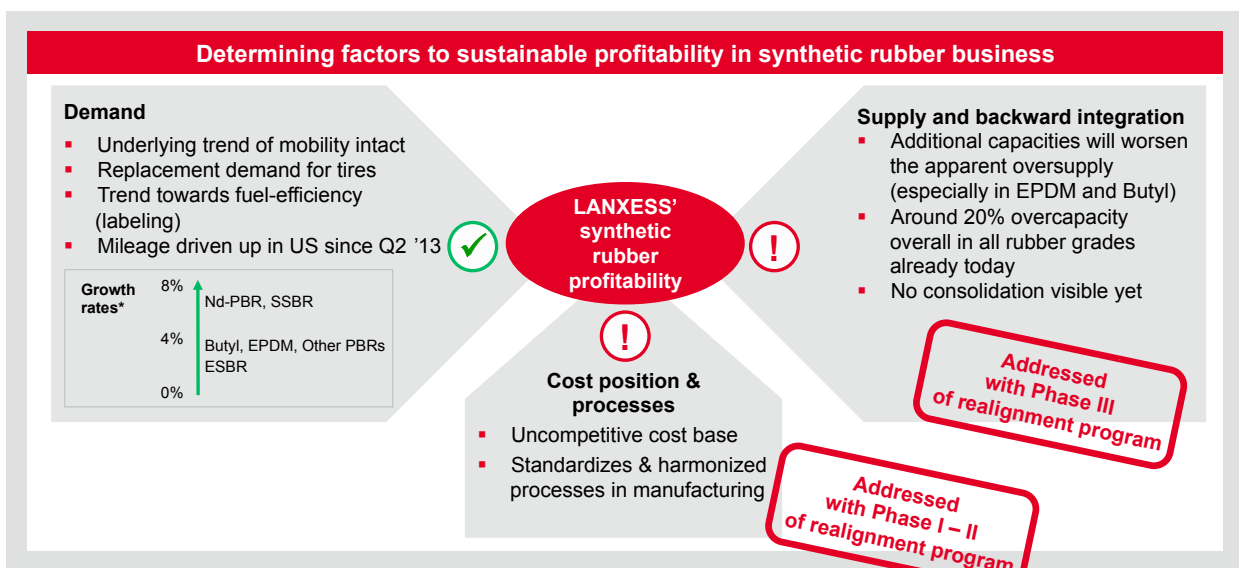 Determining factors to sustainable profitability in synthetic rubber business
Demand
▪ Underlying trend of mobility intact
▪ Replacement demand for tires
▪ Trend towards fuel-efficiency
(labeling)
▪ Mileage driven up in US since Q2 '13
Growth
rates*
8%
4%
0%
Nd-PBR, SSBR
Butyl, EPDM, Other PBRs
ESBR
LANXESS'
synthetic
rubber
profitability
!
!
Supply and backward integration
▪ Additional capacities will worsen
the apparent oversupply
(especially in EPDM and Butyl)
▪ Around 20% overcapacity
overall in all rubber grades
already today
▪ No consolidation visible yet
Addressed
with Phase III
of realignment program
Cost position &
processes
▪ Uncompetitive cost base
▪ Standardizes & harmonized
processes in manufacturing
Addressed
with Phase I – II
of realignment program